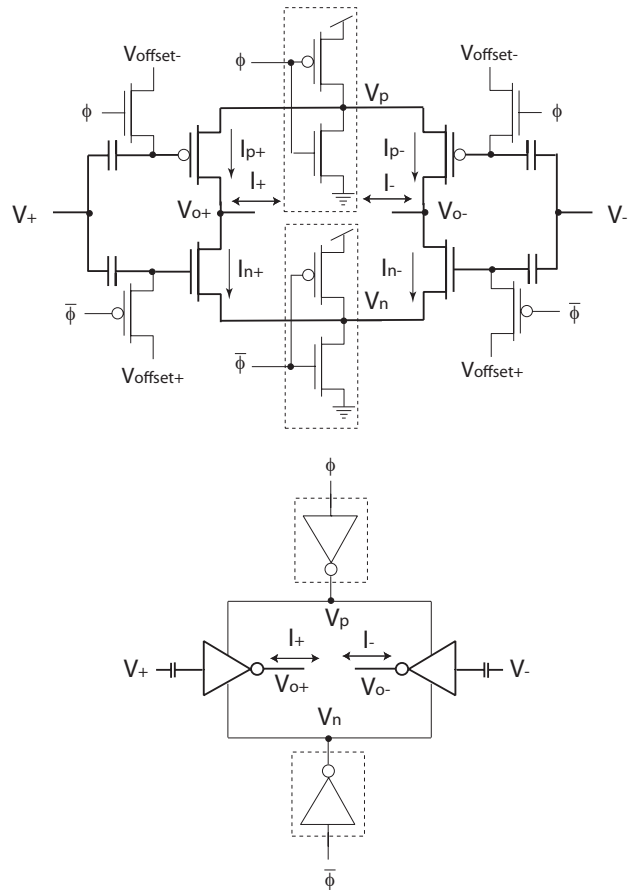 Voffset- Voffset-
ϕ ϕ ϕ
Vp
Ip+ Ip-
I+ I-
V+ Vo+ Vo- V-
In+ In-
Vn
ϕ̅ ϕ̅ ϕ̅
Voffset+ Voffset+
ϕ
Vp
I+ I-
V+ Vo+ Vo- V-
Vn
ϕ̅